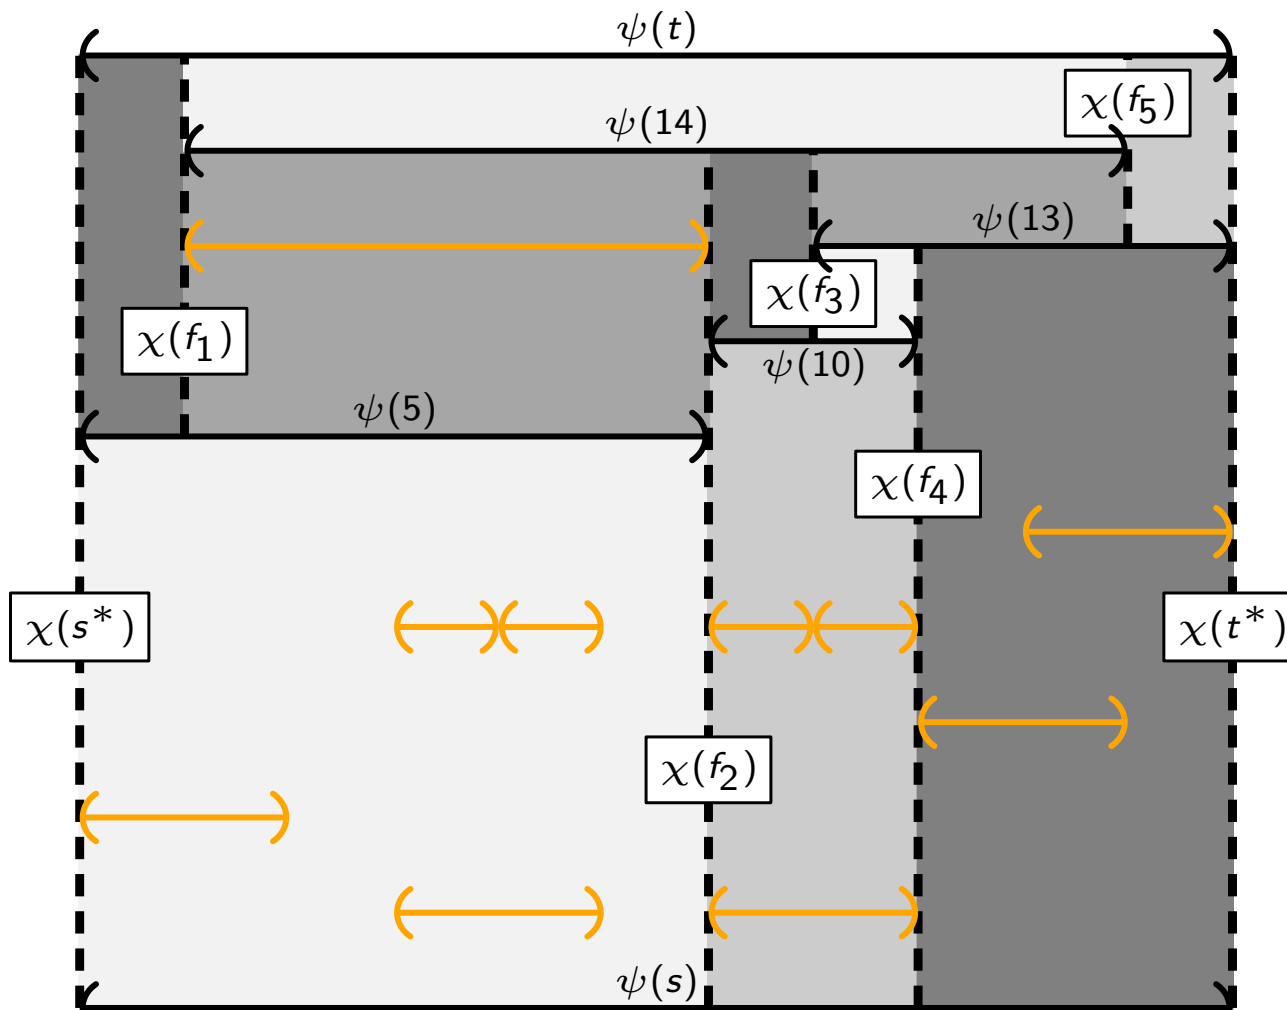 ψ(t)
χ(f₅)
ψ(14)
ψ(13)
χ(f₃)
χ(f₁)
ψ(10)
ψ(5)
χ(f₄)
χ(s*)
χ(t*)
χ(f₂)
ψ(s)